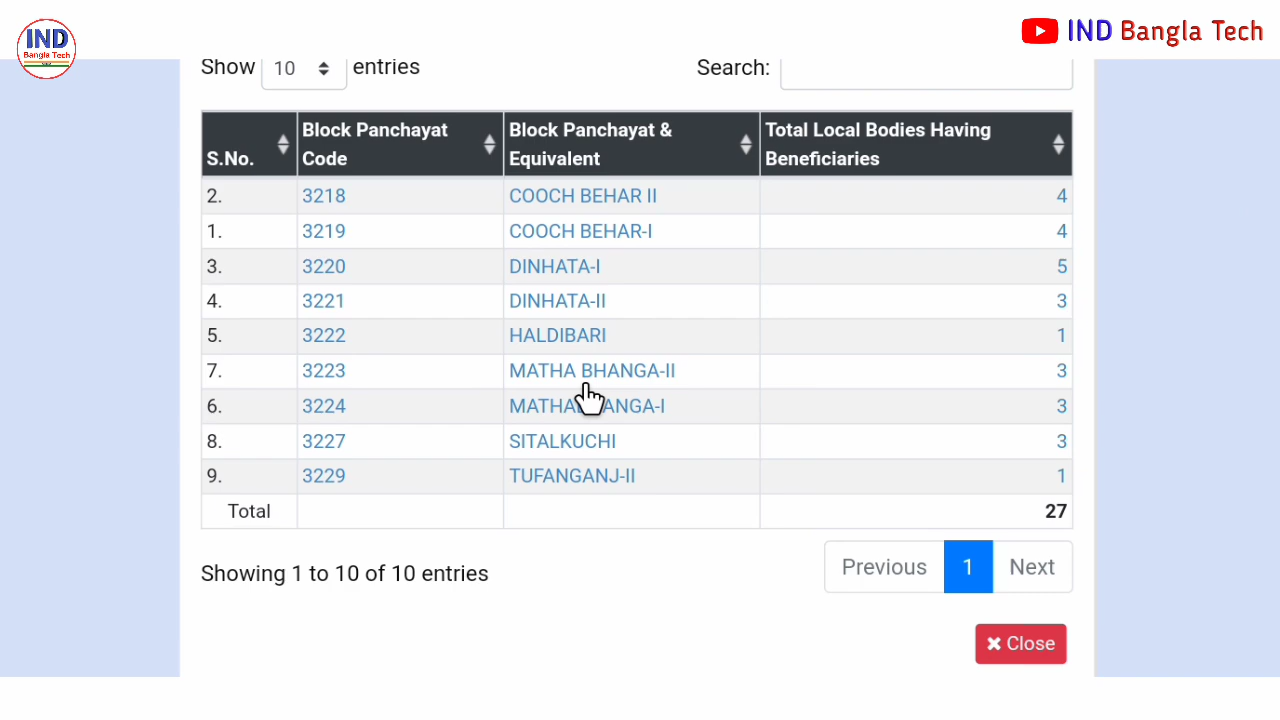 IND
Bangla Tech
IND Bangla Tech
Show 10 entries
Search:
S.No. Block Panchayat Code Block Panchayat & Equivalent Total Local Bodies Having Beneficiaries
2. 3218 COOCH BEHAR II 4
1. 3219 COOCH BEHAR-I 4
3. 3220 DINHATA-I 5
4. 3221 DINHATA-II 3
5. 3222 HALDIBARI 1
7. 3223 MATHA BHANGA-II 3
6. 3224 MATHABHANGA-I 3
8. 3227 SITALKUCHI 3
9. 3229 TUFANGANJ-II 1
Total 27
Showing 1 to 10 of 10 entries
Previous 1 Next
Close